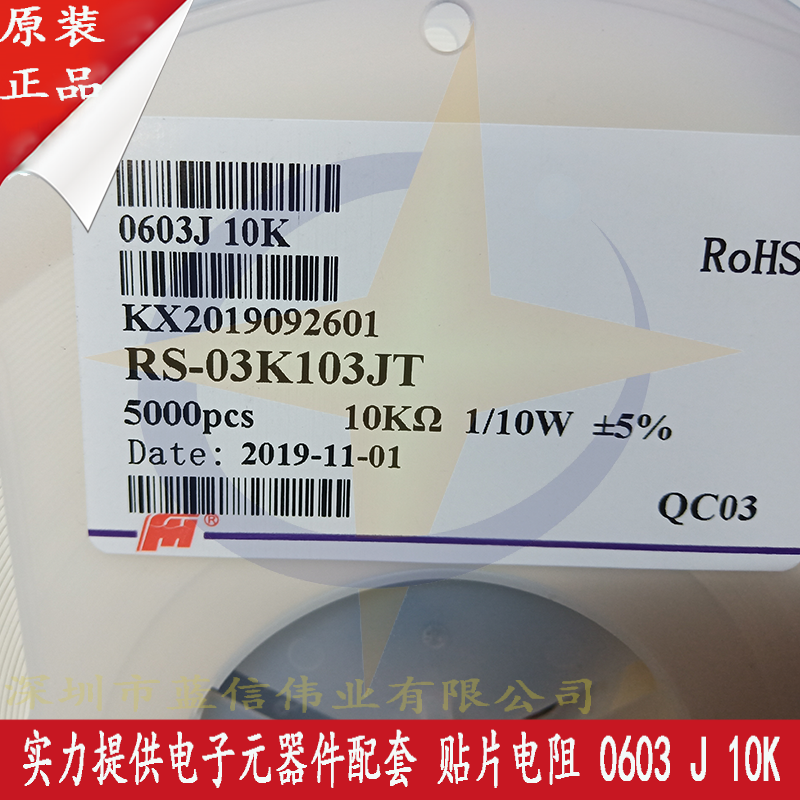 原装
正品
0603J 10K
RoHS
KX2019092601
RS-03K103JT
5000pcs 10KΩ 1/10W ±5%
Date: 2019-11-01
QC03
FM®
深圳市蓝信伟业有限公司
实力提供电子元器件配套 贴片电阻 0603 J 10K